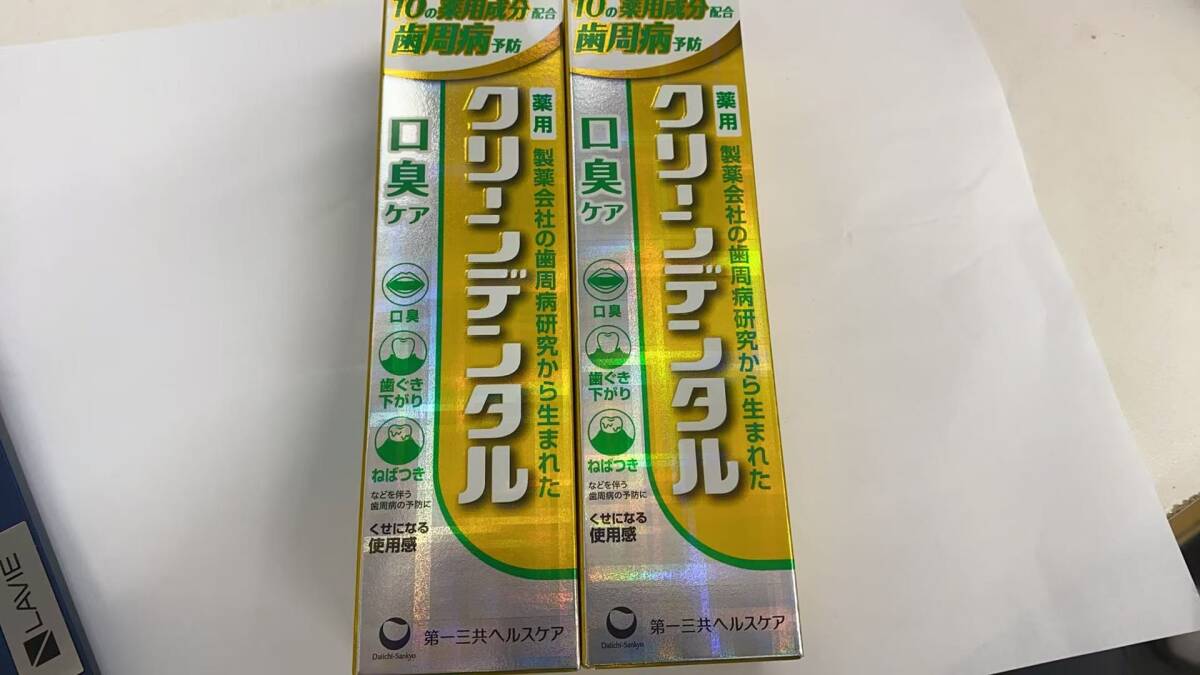 10の薬用成分配合
歯周病予防
薬用
クリーンデンタル
製薬会社の歯周病研究から生まれた
口臭
ケア
口臭
歯ぐき
下がり
ねばつき
などを伴う
歯周病の予防に
くせになる
使用感
Daiichi-Sankyo
第一三共ヘルスケア
10の薬用成分配合
歯周病予防
薬用
クリーンデンタル
製薬会社の歯周病研究から生まれた
口臭
ケア
口臭
歯ぐき
下がり
ねばつき
などを伴う
歯周病の予防に
くせになる
使用感
Daiichi-Sankyo
第一三共ヘルスケア
LAVIE